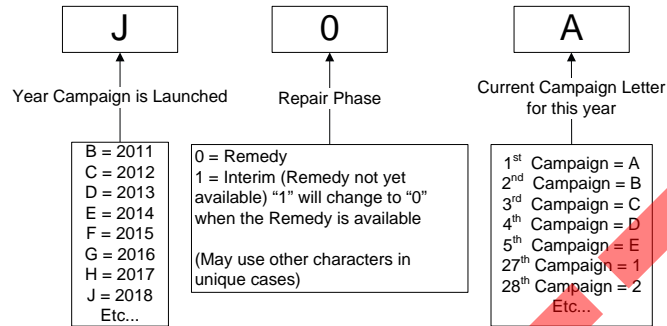 J
0
A
Year Campaign is Launched
Repair Phase
Current Campaign Letter
for this year
B = 2011
C = 2012
D = 2013
E = 2014
F = 2015
G = 2016
H = 2017
J = 2018
Etc...
0 = Remedy
1 = Interim (Remedy not yet
available) “1” will change to “0”
when the Remedy is available
(May use other characters in
unique cases)
1st Campaign = A
2nd Campaign = B
3rd Campaign = C
4th Campaign = D
5th Campaign = E
27th Campaign = 1
28th Campaign = 2
Etc...